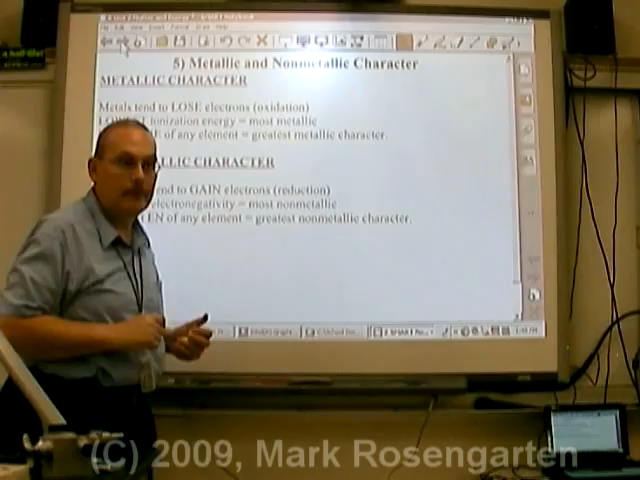 5) Metallic and Nonmetallic Character
METALLIC CHARACTER
Metals tend to LOSE electrons (oxidation)
ionization energy = most metallic
of any element = greatest metallic character.
CHARACTER
to GAIN electrons (reduction)
electronegativity = most nonmetallic
EN of any element = greatest nonmetallic character.
(C) 2009, Mark Rosengarten